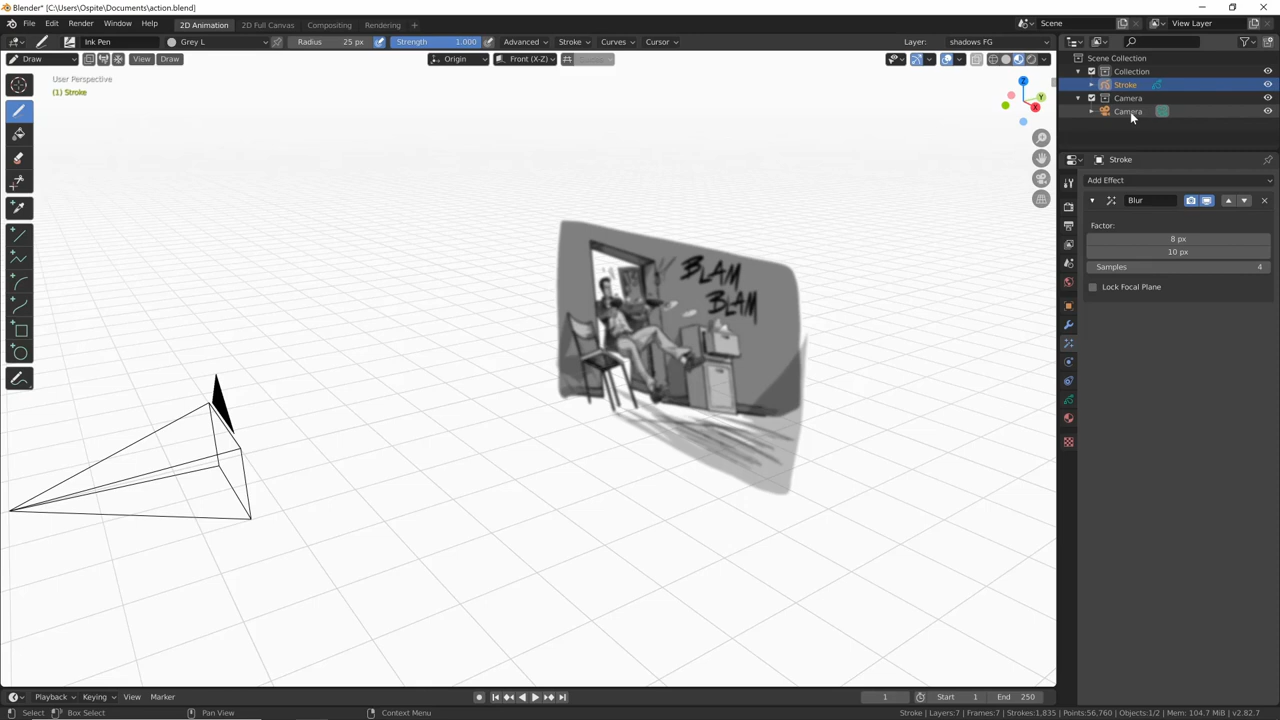 Blender* [C:\Users\Ospite\Documents\action.blend]
File Edit Render Window Help 2D Animation 2D Full Canvas Compositing Rendering + Scene View Layer
Ink Pen Grey L Radius 25 px Strength 1.000 Advanced Stroke Curves Cursor Layer: shadows FG
Draw View Draw Origin Front (X-Z)
User Perspective
(1) Stroke
Z
Y
X
BLAM
BLAM
Scene Collection
Collection
Stroke
Camera
Camera
Stroke
Add Effect
Blur
Factor:
8 px
10 px
Samples 4
Lock Focal Plane
Playback Keying View Marker 1 Start 1 End 250
Select Box Select Pan View Context Menu Stroke | Layers:7 | Frames:7 | Strokes:1,835 | Points:56,760 | Objects:1/2 | Mem: 104.7 MiB | v2.82.7